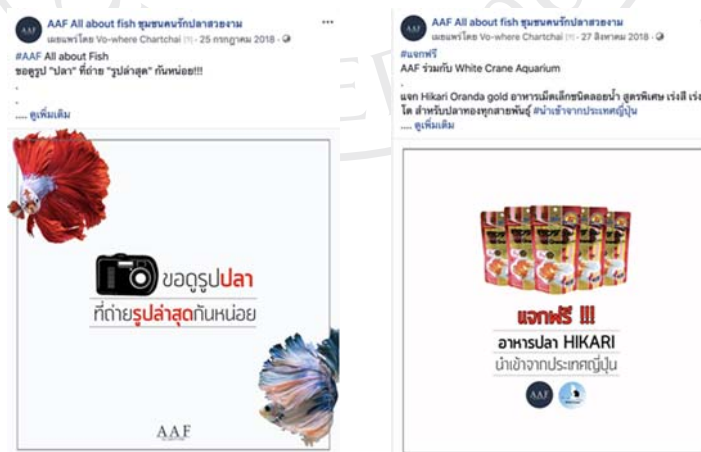 AAF All about fish ชุมชนคนรักปลาสวยงาม
เผยแพร่โดย Vo-where Chartchai [?] · 25 กรกฎาคม 2018 ·
#AAF All about Fish
ขอดูรูป "ปลา" ที่ถ่าย "รูปล่าสุด" กันหน่อย!!!
.
.
.... ดูเพิ่มเติม
ขอดูรูปปลา
ที่ถ่ายรูปล่าสุดกันหน่อย
AAF
AAF All about fish ชุมชนคนรักปลาสวยงาม
เผยแพร่โดย Vo-where Chartchai [?] · 27 สิงหาคม 2018 ·
#แจกฟรี
AAF ร่วมกับ White Crane Aquarium
.
แจก Hikari Oranda gold อาหารเม็ดเล็กชนิดลอยน้ำ สูตรพิเศษ เร่งสี เร่ง
โต สำหรับปลาทองทุกสายพันธุ์ #นำเข้าจากประเทศญี่ปุ่น
.... ดูเพิ่มเติม
แจกฟรี !!!
อาหารปลา HIKARI
นำเข้าจากประเทศญี่ปุ่น
AAF